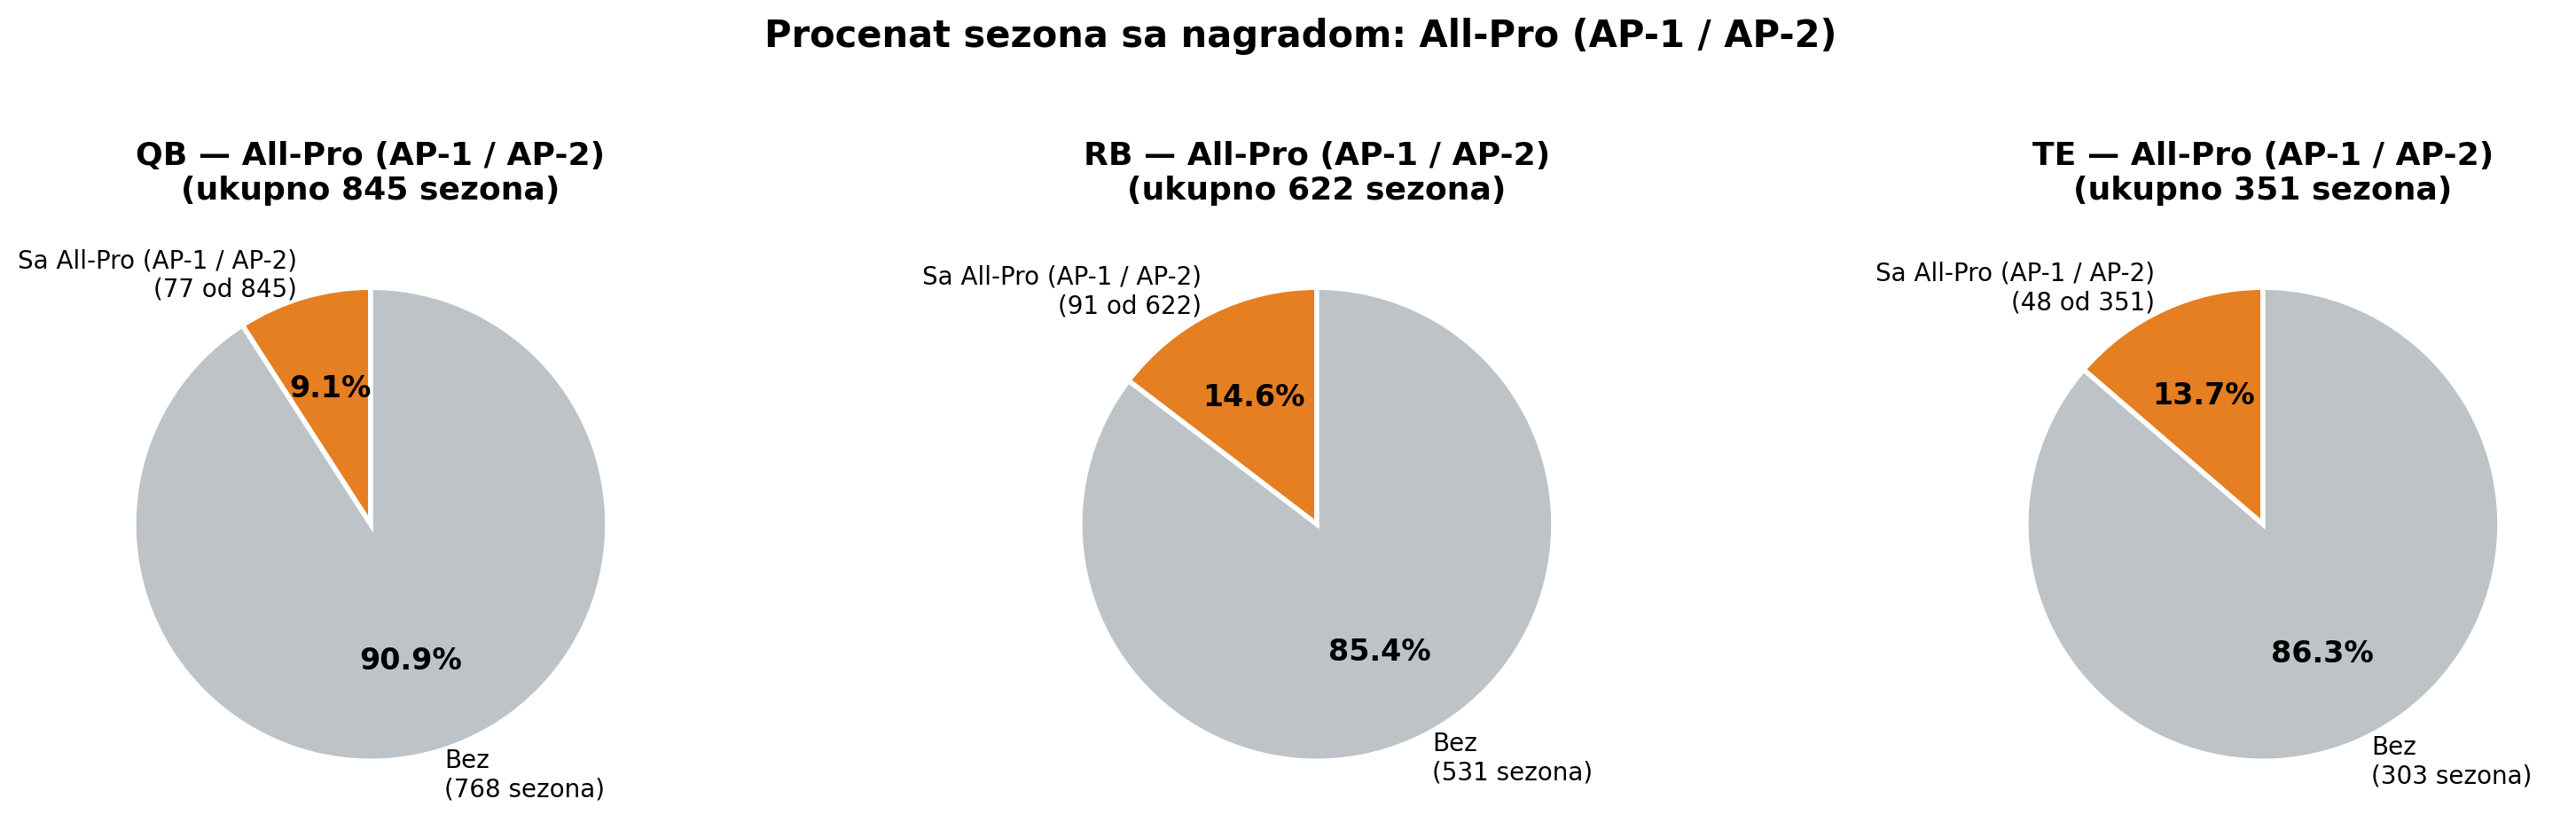 Procenat sezona sa nagradom: All-Pro (AP-1 / AP-2)
QB — All-Pro (AP-1 / AP-2)
(ukupno 845 sezona)
Sa All-Pro (AP-1 / AP-2)
(77 od 845)
9.1%
90.9%
Bez
(768 sezona)
RB — All-Pro (AP-1 / AP-2)
(ukupno 622 sezona)
Sa All-Pro (AP-1 / AP-2)
(91 od 622)
14.6%
85.4%
Bez
(531 sezona)
TE — All-Pro (AP-1 / AP-2)
(ukupno 351 sezona)
Sa All-Pro (AP-1 / AP-2)
(48 od 351)
13.7%
86.3%
Bez
(303 sezona)